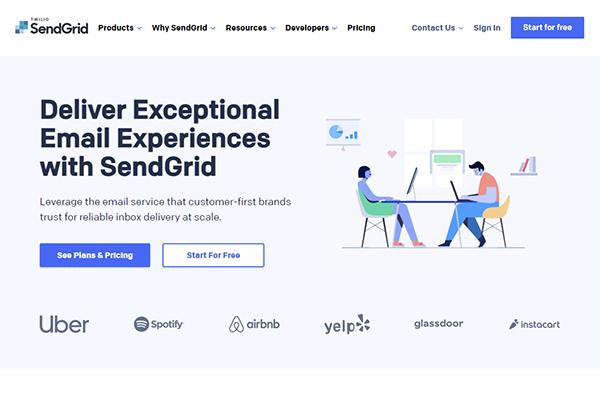 TWILIO
SendGrid
Products
Why SendGrid
Resources
Developers
Pricing
Contact Us
Sign In
Start for free
Deliver Exceptional
Email Experiences
with SendGrid
Leverage the email service that customer-first brands
trust for reliable inbox delivery at scale.
See Plans & Pricing
Start For Free
Uber
Spotify
airbnb
yelp
glassdoor
instacart